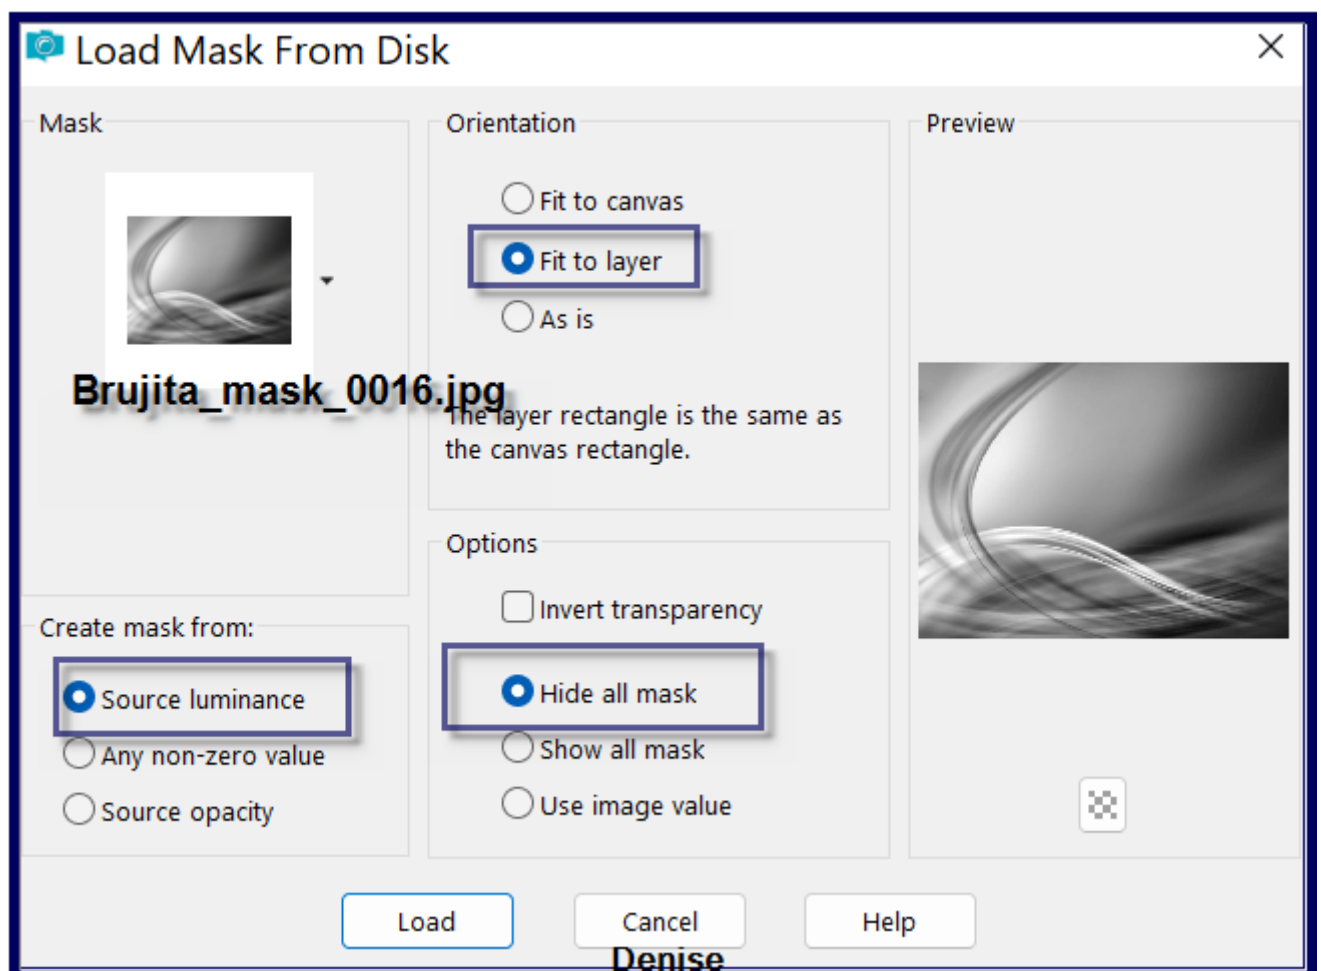 Load Mask From Disk
Mask
Brujita_mask_0016.jpg
Create mask from:
Source luminance
Any non-zero value
Source opacity
Orientation
Fit to canvas
Fit to layer
As is
The layer rectangle is the same as
the canvas rectangle.
Options
Invert transparency
Hide all mask
Show all mask
Use image value
Preview
Load
Cancel
Help
Denise